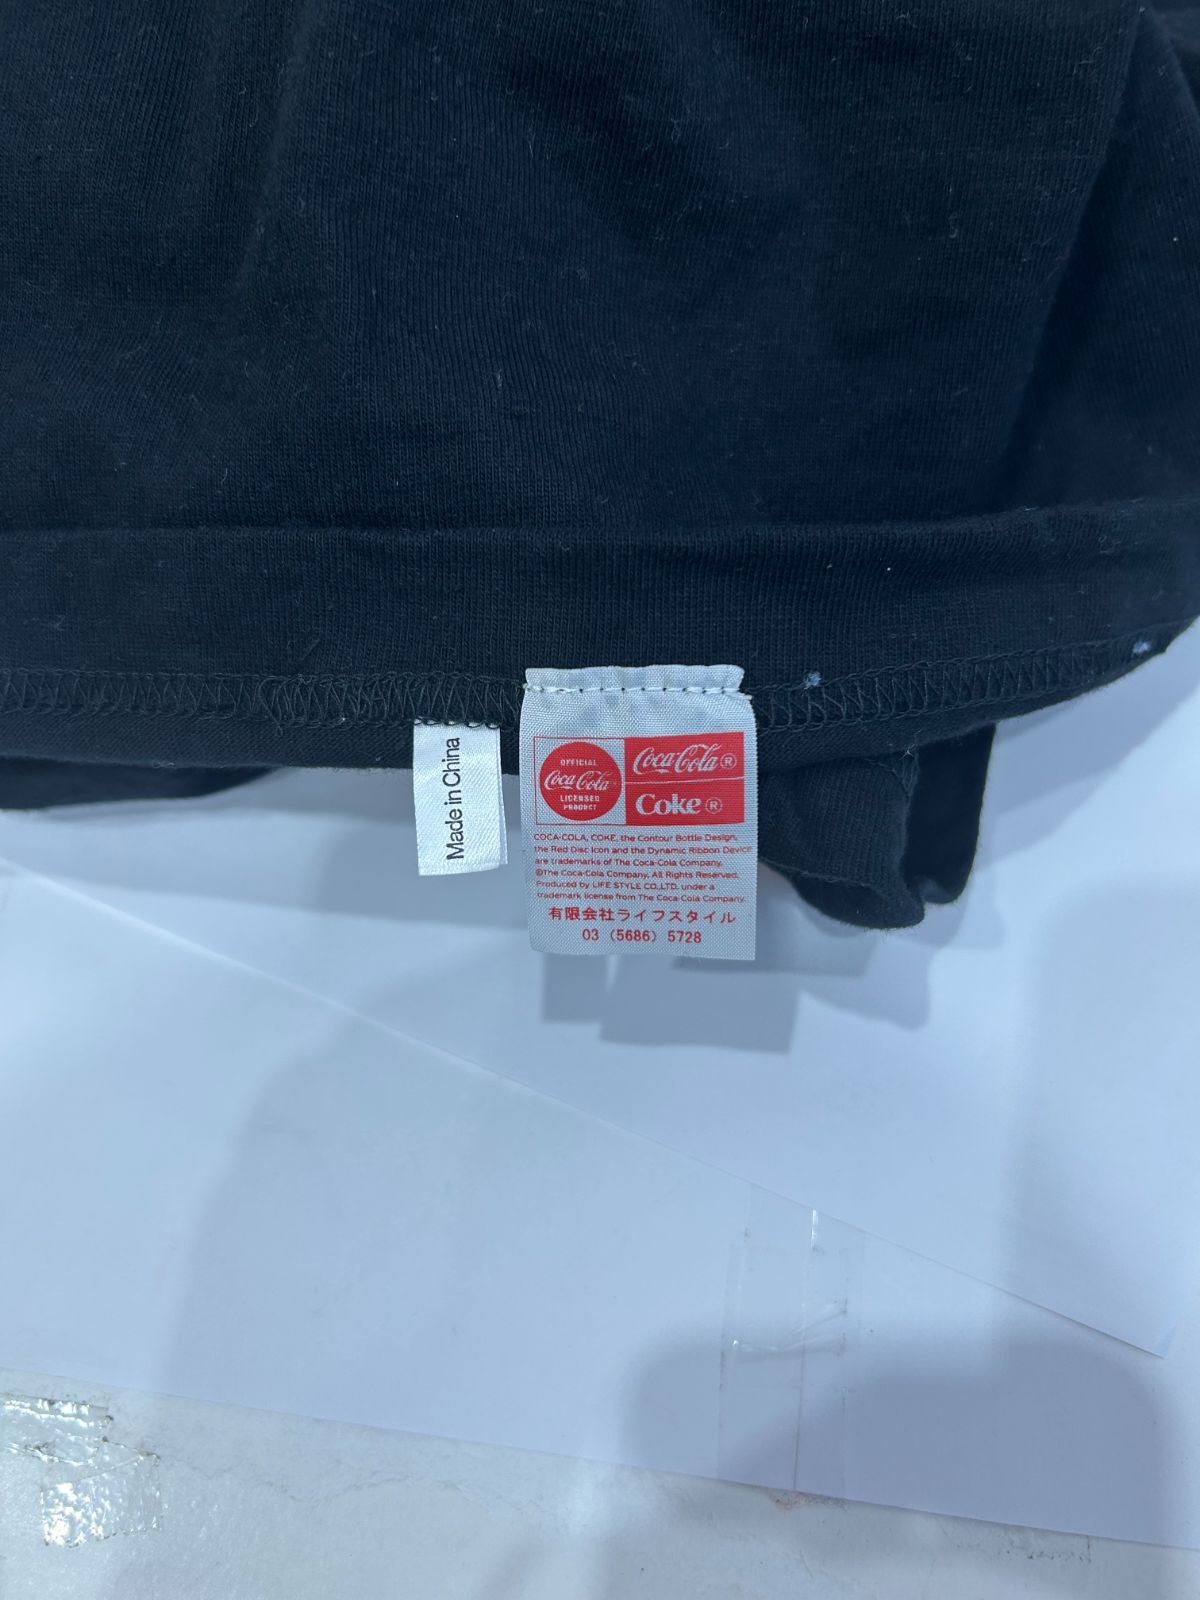 Made in China
OFFICIAL
Coca-Cola
LICENSED
PRODUCT
Coca-Cola®
Coke®
COCA-COLA, COKE, the Contour Bottle Design,
the Red Disc Icon and the Dynamic Ribbon Device
are trademarks of The Coca-Cola Company.
©The Coca-Cola Company. All Rights Reserved.
Produced by LIFE STYLE CO.,LTD. under a
trademark license from The Coca-Cola Company.
有限会社ライフスタイル
03 (5686) 5728